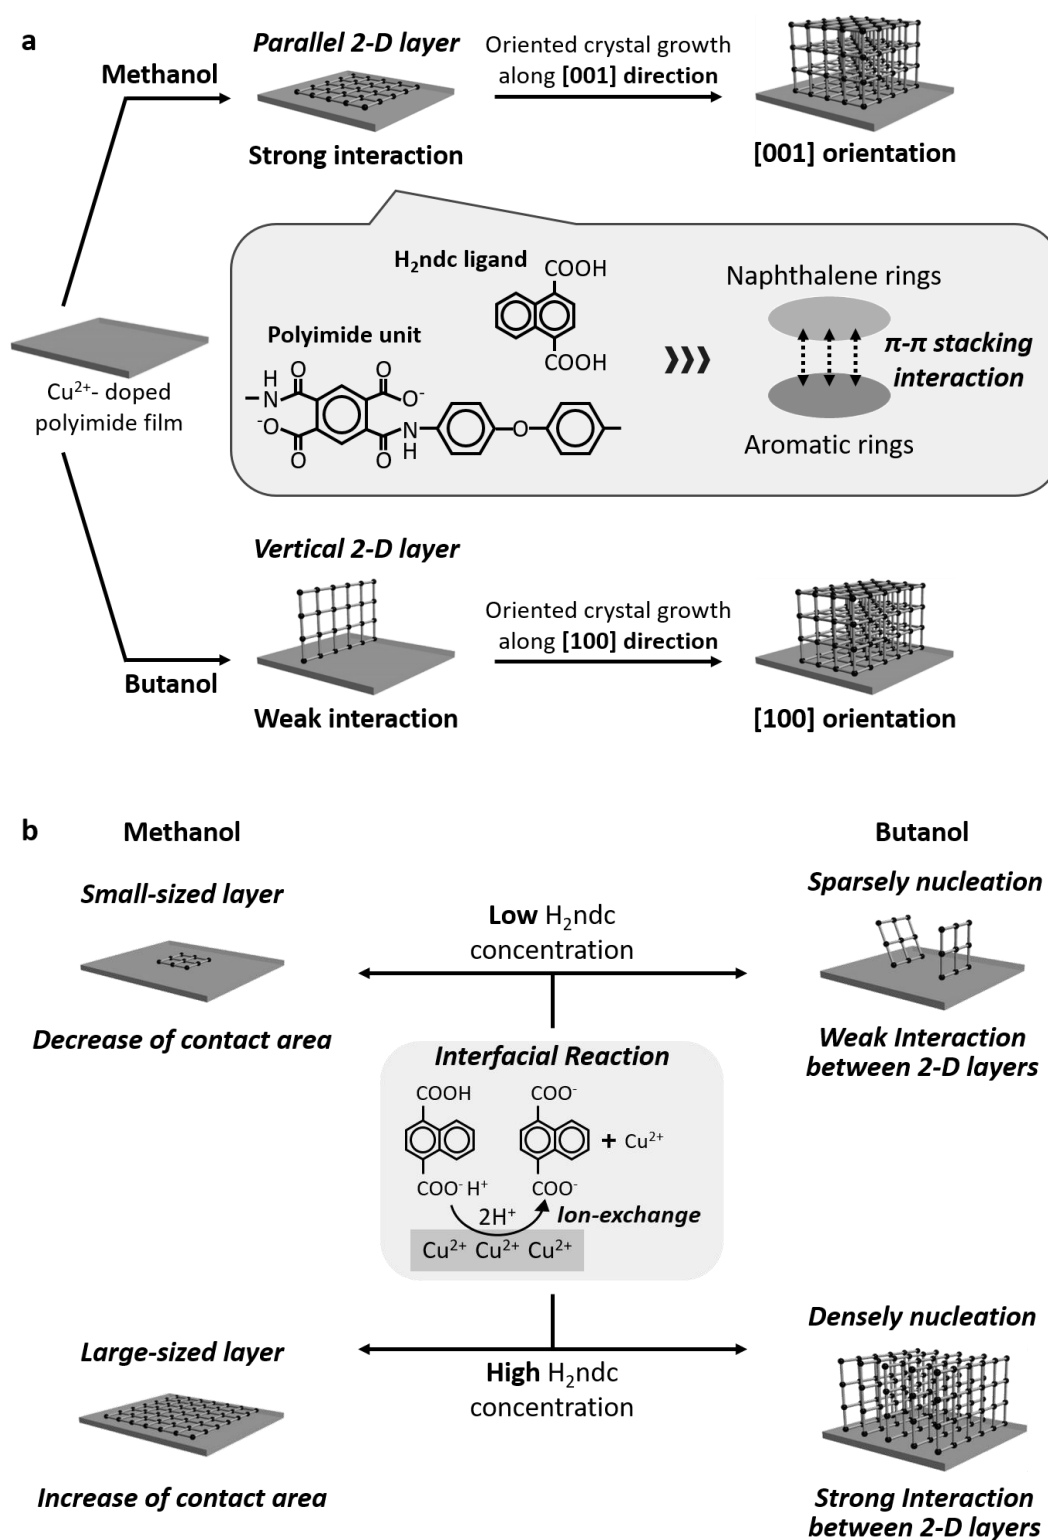 a
Parallel 2-D layer
Methanol
Oriented crystal growth
along [001] direction
Strong interaction
[001] orientation
H₂ndc ligand
COOH
COOH
Polyimide unit
O
O
H
N
O⁻
⁻O
N
H
O
O
O
Naphthalene rings
π-π stacking
interaction
Aromatic rings
Cu²⁺- doped
polyimide film
Vertical 2-D layer
Oriented crystal growth
along [100] direction
Butanol
Weak interaction
[100] orientation
b
Methanol
Butanol
Small-sized layer
Sparsely nucleation
Low H₂ndc
concentration
Decrease of contact area
Weak Interaction
between 2-D layers
Interfacial Reaction
COOH
COO⁻
+ Cu²⁺
COO⁻ H⁺
COO⁻
2H⁺
Ion-exchange
Cu²⁺ Cu²⁺ Cu²⁺
Densely nucleation
Large-sized layer
High H₂ndc
concentration
Increase of contact area
Strong Interaction
between 2-D layers